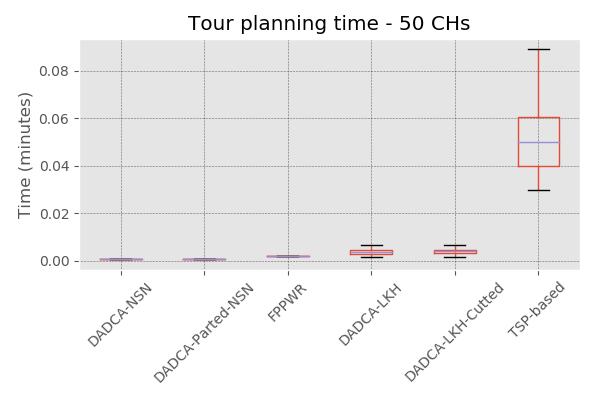 Tour planning time - 50 CHs
Time (minutes)
0.08
0.06
0.04
0.02
0.00
DADCA-NSN
DADCA-Parted-NSN
FPPWR
DADCA-LKH
DADCA-LKH-Cutted
TSP-based